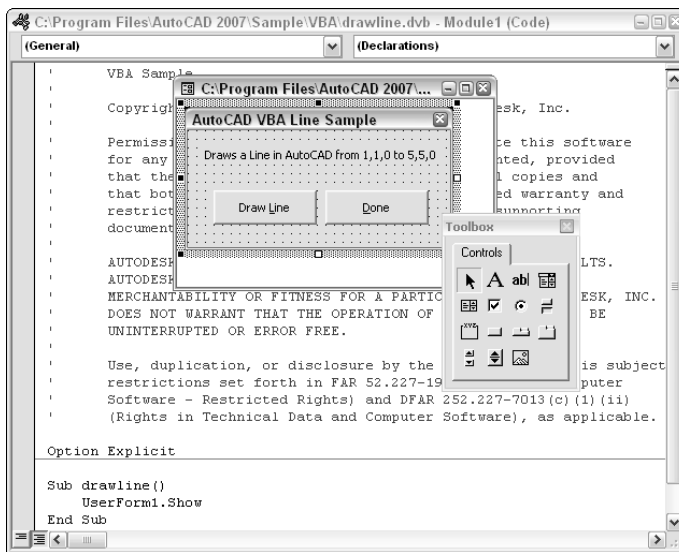 C:\Program Files\AutoCAD 2007\Sample\VBA\drawline.dvb - Module1 (Code)
(General) (Declarations)
' VBA Sample
'
' Copyrig esk, Inc.
'
' Permissi te this software
' for any nted, provided
' that the l copies and
' that bot ed warranty and
' restrict supporting
' document
'
' AUTODESK LTS.
' AUTODESK
' MERCHANTABILITY OR FITNESS FOR A PARTIC ESK, INC.
' DOES NOT WARRANT THAT THE OPERATION OF BE
' UNINTERRUPTED OR ERROR FREE.
'
' Use, duplication, or disclosure by the is subject
' restrictions set forth in FAR 52.227-19 puter
' Software - Restricted Rights) and DFAR 252.227-7013(c)(1)(ii)
' (Rights in Technical Data and Computer Software), as applicable.
Option Explicit
Sub drawline()
UserForm1.Show
End Sub
C:\Program Files\AutoCAD 2007\...
AutoCAD VBA Line Sample
Draws a Line in AutoCAD from 1,1,0 to 5,5,0
Draw Line Done
Toolbox
Controls
A ab|
xyz